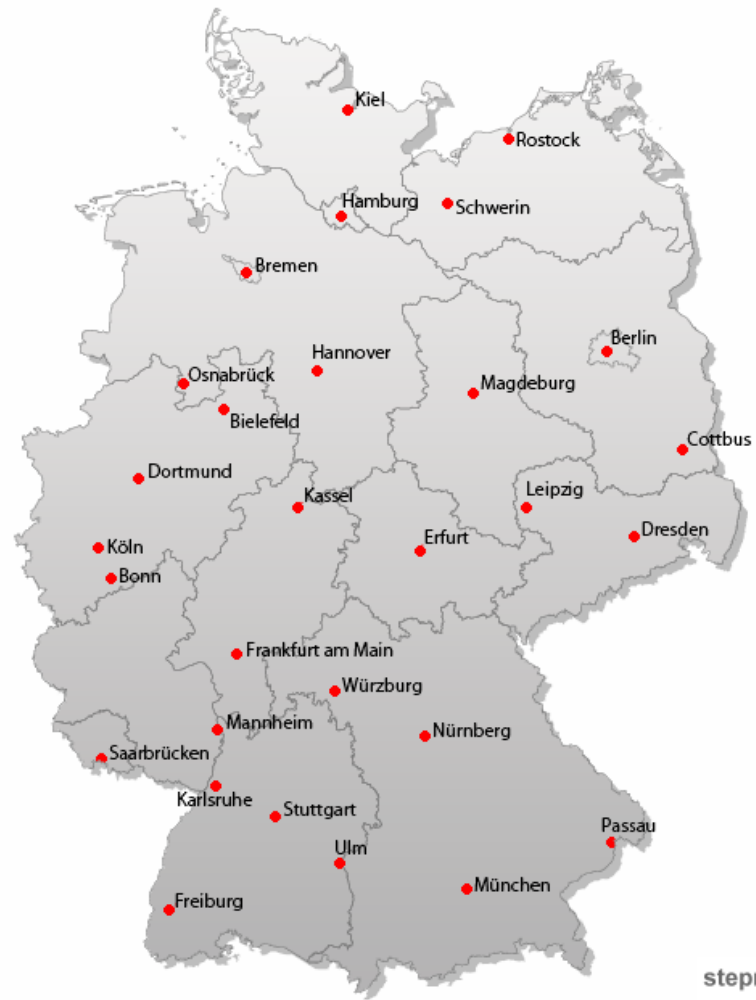 Kiel
Rostock
Hamburg
Schwerin
Bremen
Berlin
Hannover
Osnabrück
Magdeburg
Bielefeld
Cottbus
Dortmund
Leipzig
Kassel
Dresden
Erfurt
Köln
Bonn
Frankfurt am Main
Würzburg
Mannheim
Nürnberg
Saarbrücken
Karlsruhe
Stuttgart
Passau
Ulm
München
Freiburg